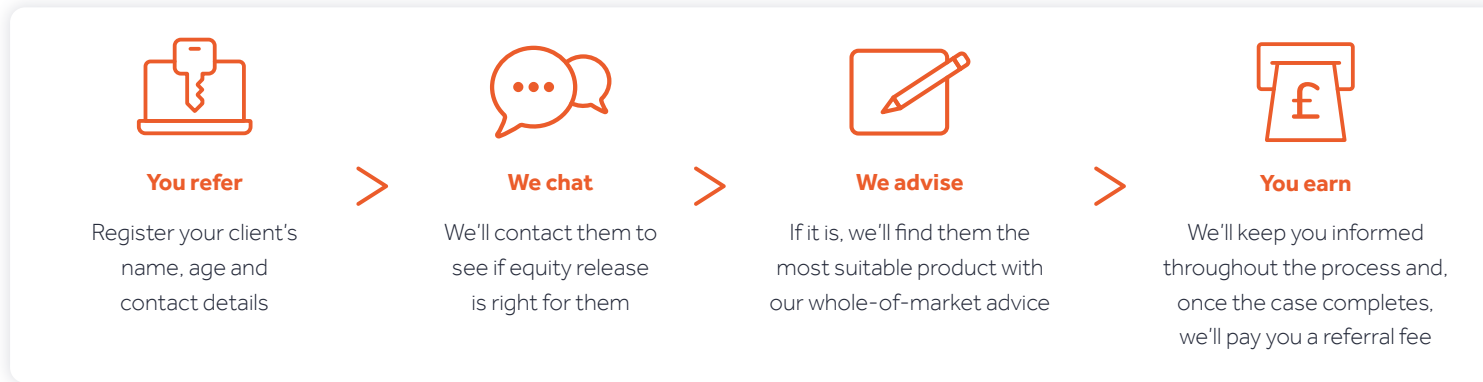 You refer
Register your client's
name, age and
contact details
We chat
We'll contact them to
see if equity release
is right for them
We advise
If it is, we'll find them the
most suitable product with
our whole-of-market advice
£
You earn
We'll keep you informed
throughout the process and,
once the case completes,
we'll pay you a referral fee